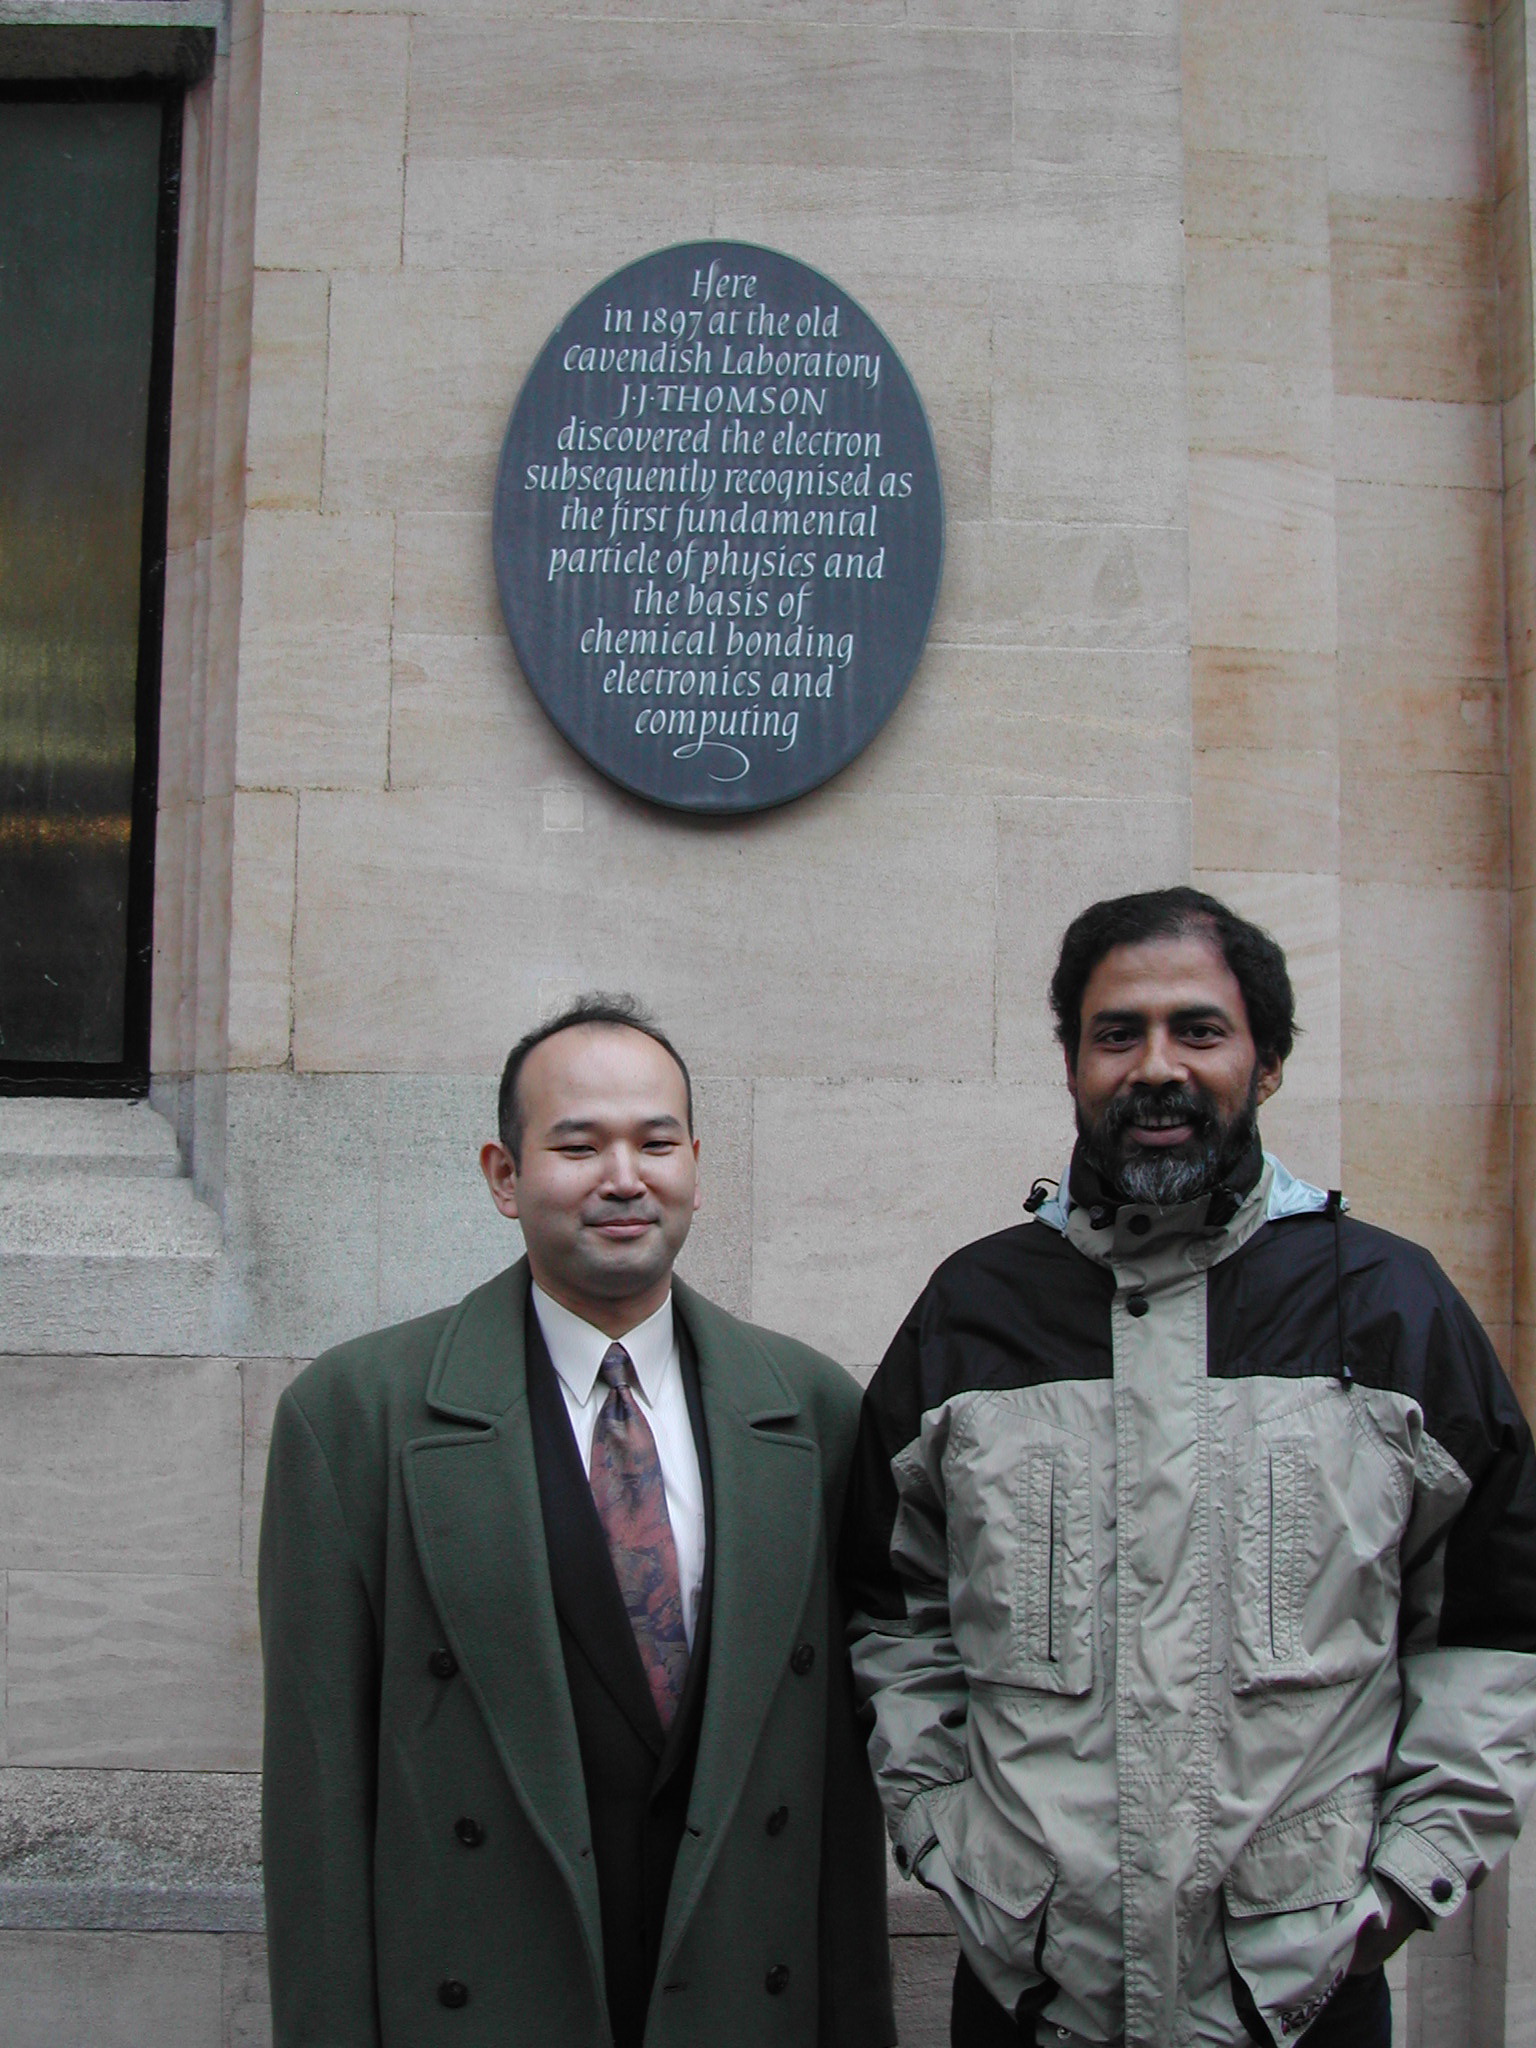 Here
in 1897 at the old
Cavendish Laboratory
J·J·THOMSON
discovered the electron
subsequently recognised as
the first fundamental
particle of physics and
the basis of
chemical bonding
electronics and
computing